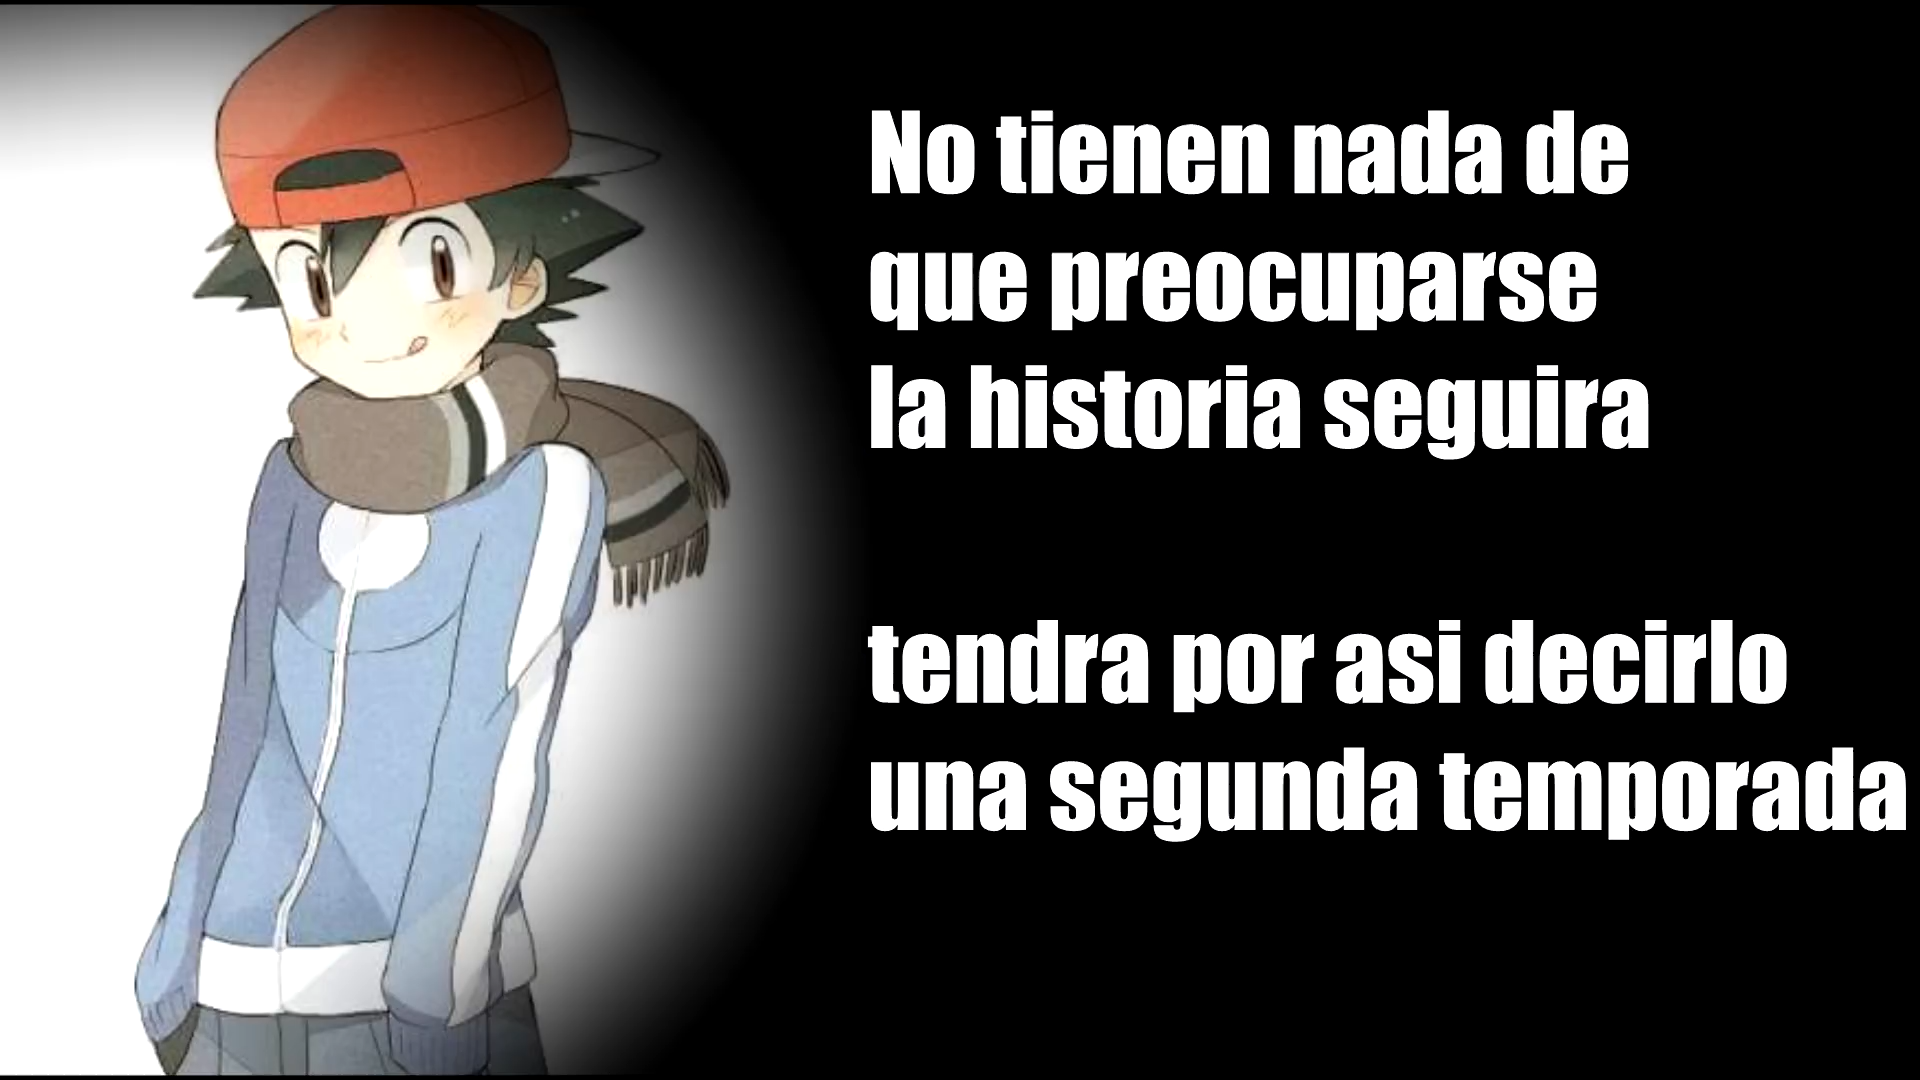 No tienen nada de
que preocuparse
la historia seguira
tendra por asi decirlo
una segunda temporada